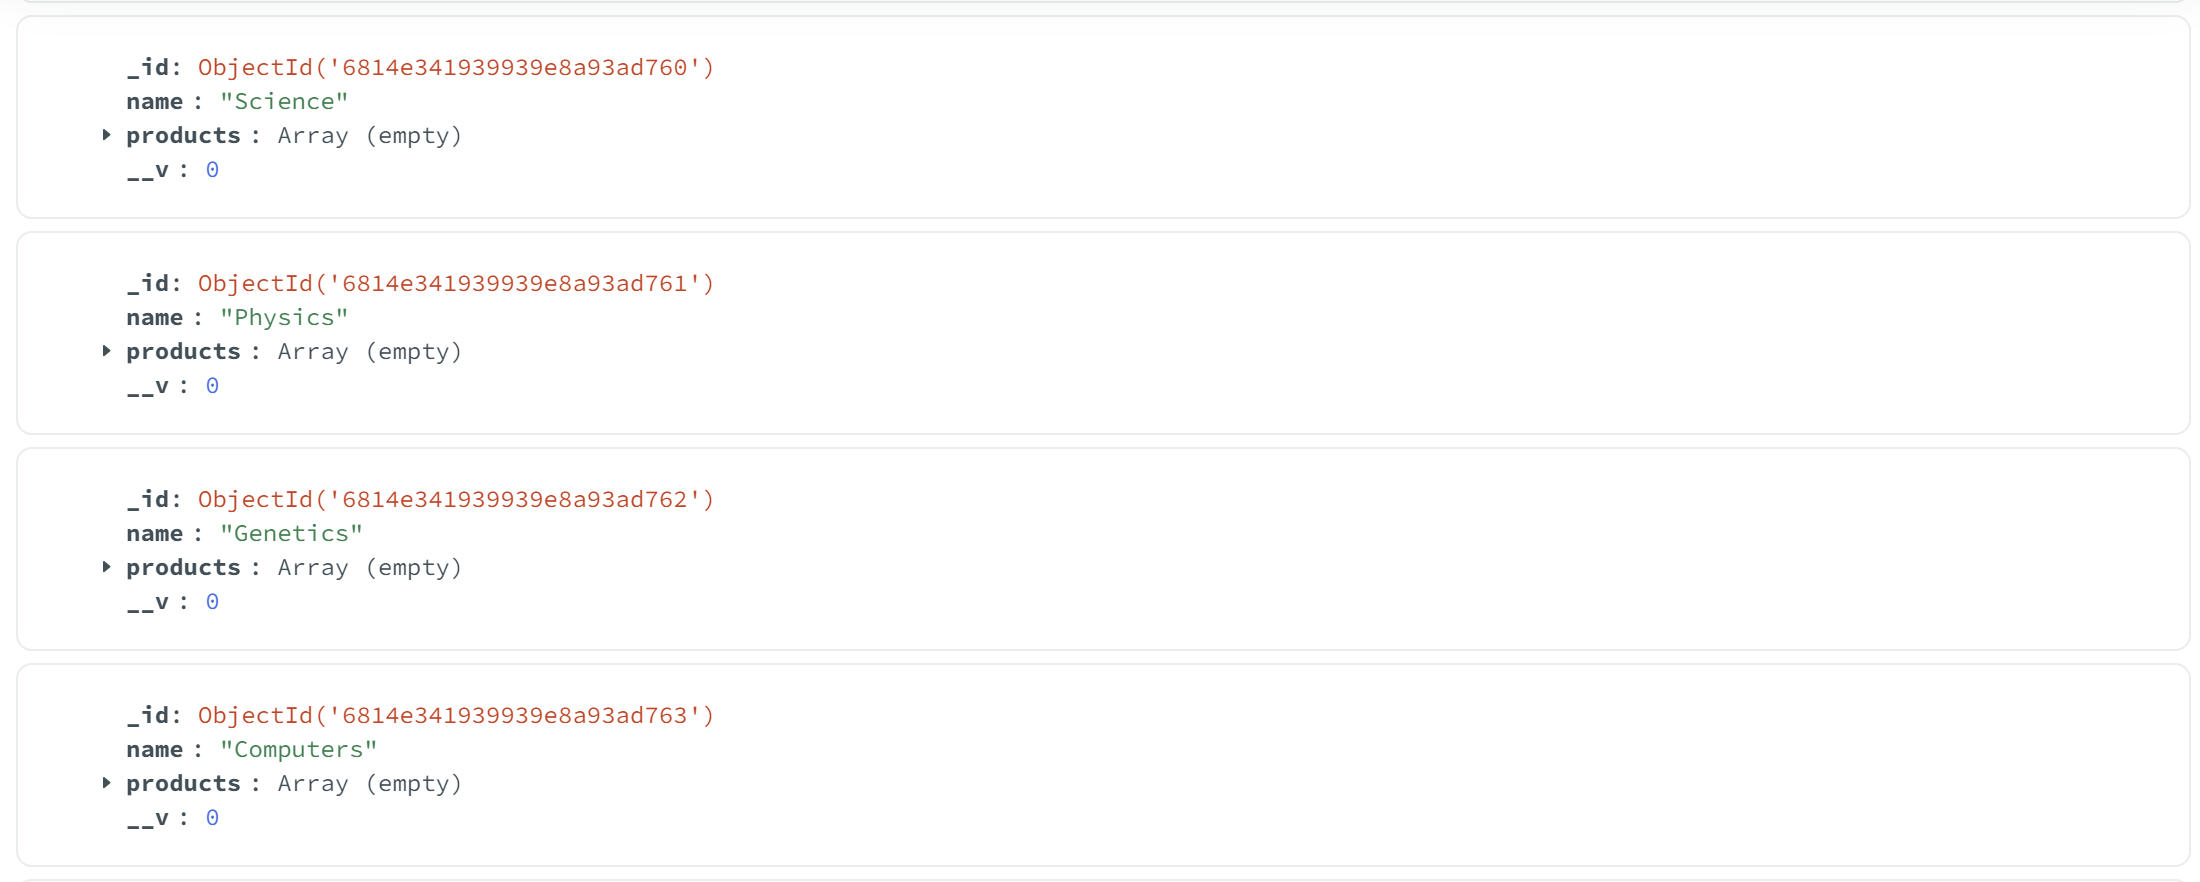 _id: ObjectId('6814e341939939e8a93ad760')
name : "Science"
products : Array (empty)
__v : 0
_id: ObjectId('6814e341939939e8a93ad761')
name : "Physics"
products : Array (empty)
__v : 0
_id: ObjectId('6814e341939939e8a93ad762')
name : "Genetics"
products : Array (empty)
__v : 0
_id: ObjectId('6814e341939939e8a93ad763')
name : "Computers"
products : Array (empty)
__v : 0